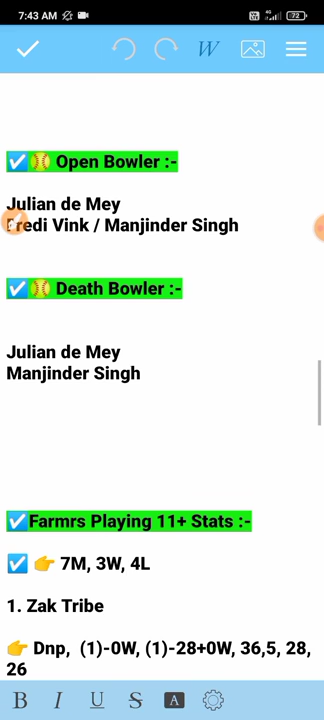 7:43 AM
4G
72
W
✅⚾ Open Bowler :-
Julian de Mey
Fredi Vink / Manjinder Singh
✅⚾ Death Bowler :-
Julian de Mey
Manjinder Singh
✅Farmrs Playing 11+ Stats :-
✅ 👉 7M, 3W, 4L
1. Zak Tribe
👉 Dnp, (1)-0W, (1)-28+0W, 36,5, 28,
26
B I U S A